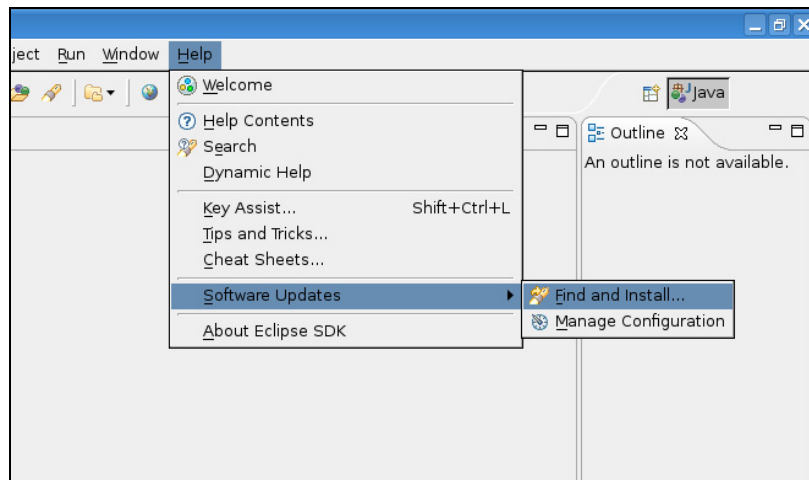 ject Run Window Help
Java
Welcome
Help Contents
Search
Dynamic Help
Key Assist... Shift+Ctrl+L
Tips and Tricks...
Cheat Sheets...
Software Updates
About Eclipse SDK
Find and Install...
Manage Configuration
Outline
An outline is not available.